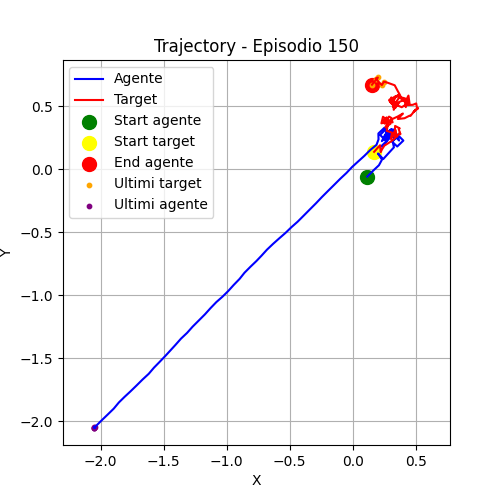 Trajectory - Episodio 150
Agente
Target
Start agente
Start target
End agente
Ultimi target
Ultimi agente
0.5
0.0
−0.5
−1.0
−1.5
−2.0
Y
−2.0 −1.5 −1.0 −0.5 0.0 0.5
X